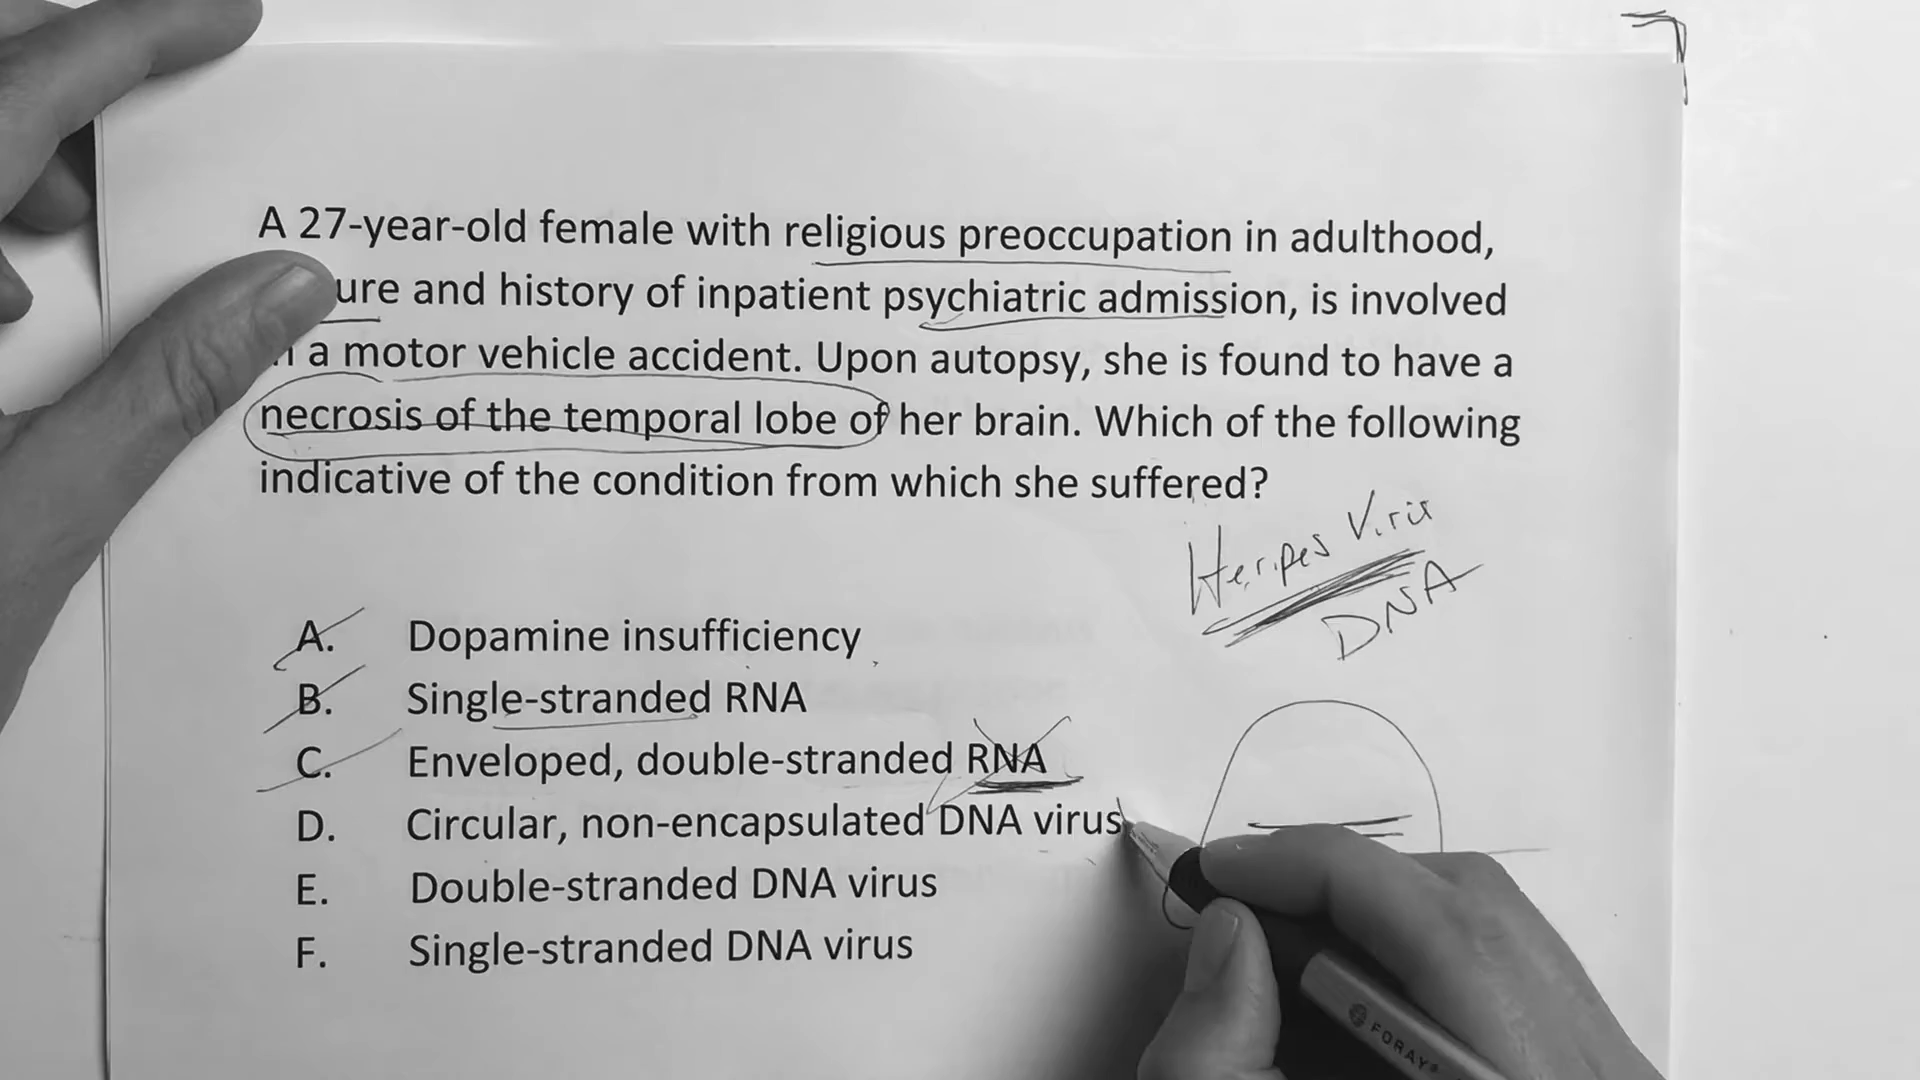 A 27-year-old female with religious preoccupation in adulthood,
ure and history of inpatient psychiatric admission, is involved
a motor vehicle accident. Upon autopsy, she is found to have a
necrosis of the temporal lobe of her brain. Which of the following
indicative of the condition from which she suffered?
Herpes Virus
DNA
A. Dopamine insufficiency
B. Single-stranded RNA
C. Enveloped, double-stranded RNA
D. Circular, non-encapsulated DNA virus
E. Double-stranded DNA virus
F. Single-stranded DNA virus
FORAY